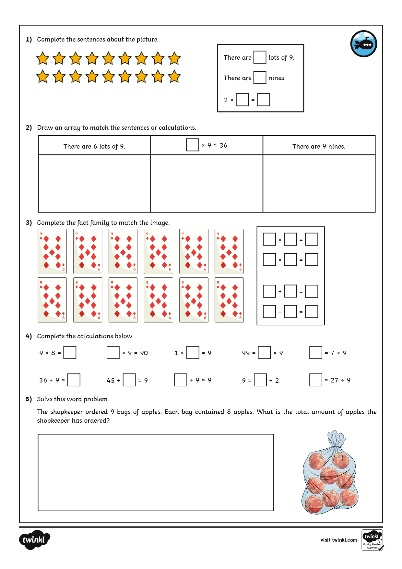 1) Complete the sentences about the picture.
There are lots of 9.
There are nines
2 × =
2) Draw an array to match the sentences or calculations.
There are 6 lots of 9.
× 9 = 36
There are 9 nines.
3) Complete the fact family to match the image.
4) Complete the calculations below
9 × 8 =
× 9 = 90
1 × = 9
99 = × 9
= 7 × 9
36 ÷ 9 =
45 ÷ = 9
÷ 9 = 9
9 = ÷ 2
= 27 ÷ 9
5) Solve this word problem
The shopkeeper ordered 9 bags of apples. Each bag contained 8 apples. What is the total amount of apples the
shopkeeper has ordered?
twinkl
visit twinkl.com
twinkl